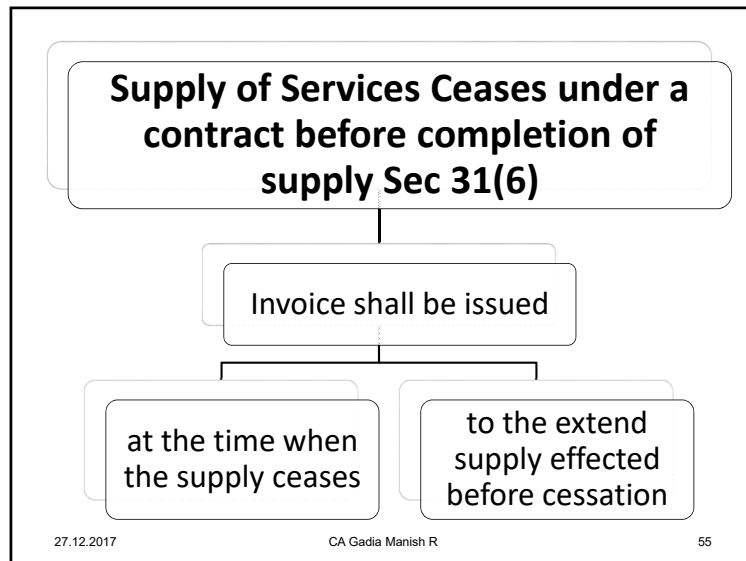 Supply of Services Ceases under a
contract before completion of
supply Sec 31(6)
Invoice shall be issued
at the time when
the supply ceases
to the extend
supply effected
before cessation
27.12.2017
CA Gadia Manish R
55